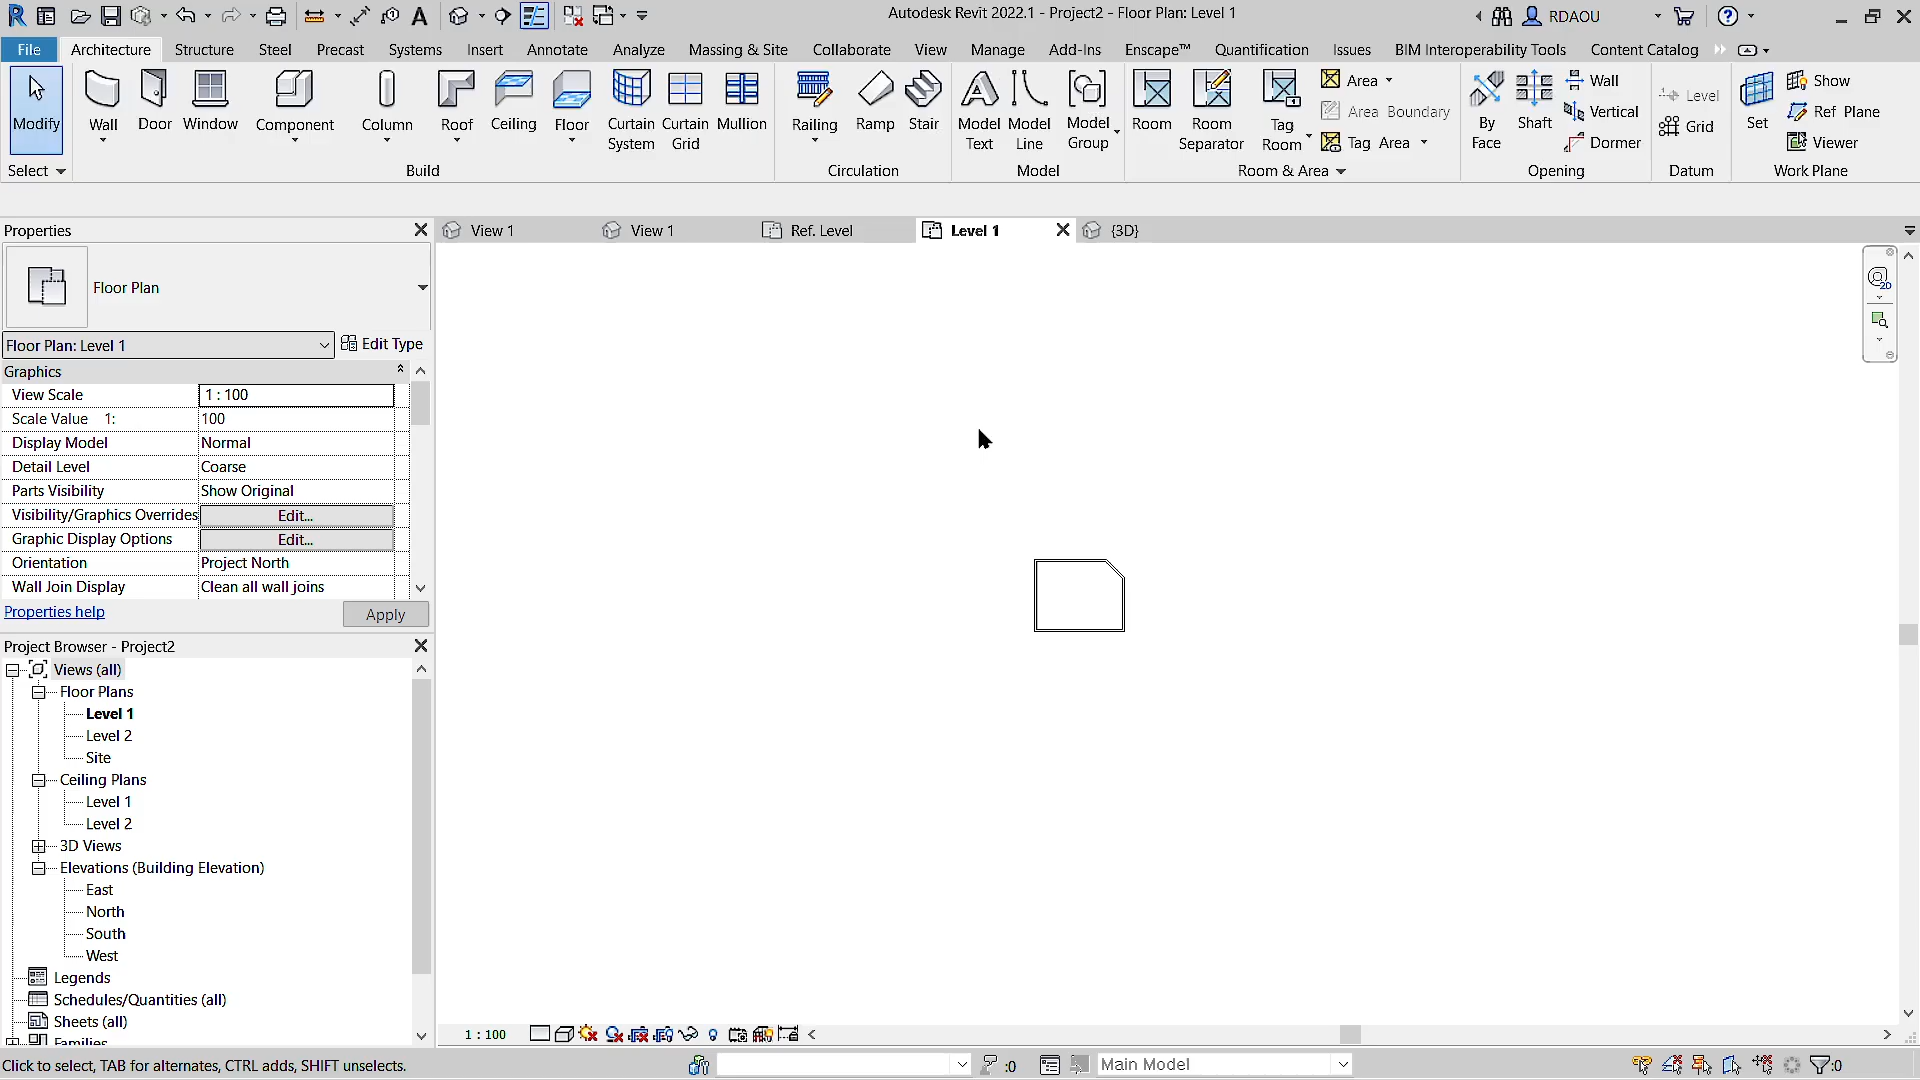 Autodesk Revit 2022.1 - Project2 - Floor Plan: Level 1
RDAOU
File Architecture Structure Steel Precast Systems Insert Annotate Analyze Massing & Site Collaborate View Manage Add-Ins Enscape™ Quantification Issues BIM Interoperability Tools Content Catalog
Modify
Wall
Door
Window
Component
Column
Roof
Ceiling
Floor
Curtain System
Curtain Grid
Mullion
Railing
Ramp
Stair
Model Text
Model Line
Model Group
Room
Room Separator
Tag Room
Area
Area Boundary
Tag Area
By Face
Shaft
Wall
Vertical
Dormer
Level
Grid
Set
Show
Ref Plane
Viewer
Select
Build
Circulation
Model
Room & Area
Opening
Datum
Work Plane
Properties
View 1
View 1
Ref. Level
Level 1
{3D}
2D
Floor Plan
Floor Plan: Level 1
Edit Type
Graphics
View Scale 1 : 100
Scale Value 1: 100
Display Model Normal
Detail Level Coarse
Parts Visibility Show Original
Visibility/Graphics Overrides Edit...
Graphic Display Options Edit...
Orientation Project North
Wall Join Display Clean all wall joins
Properties help
Apply
Project Browser - Project2
Views (all)
Floor Plans
Level 1
Level 2
Site
Ceiling Plans
Level 1
Level 2
3D Views
Elevations (Building Elevation)
East
North
South
West
Legends
Schedules/Quantities (all)
Sheets (all)
Families
1 : 100
Click to select, TAB for alternates, CTRL adds, SHIFT unselects.
:0
Main Model
:0